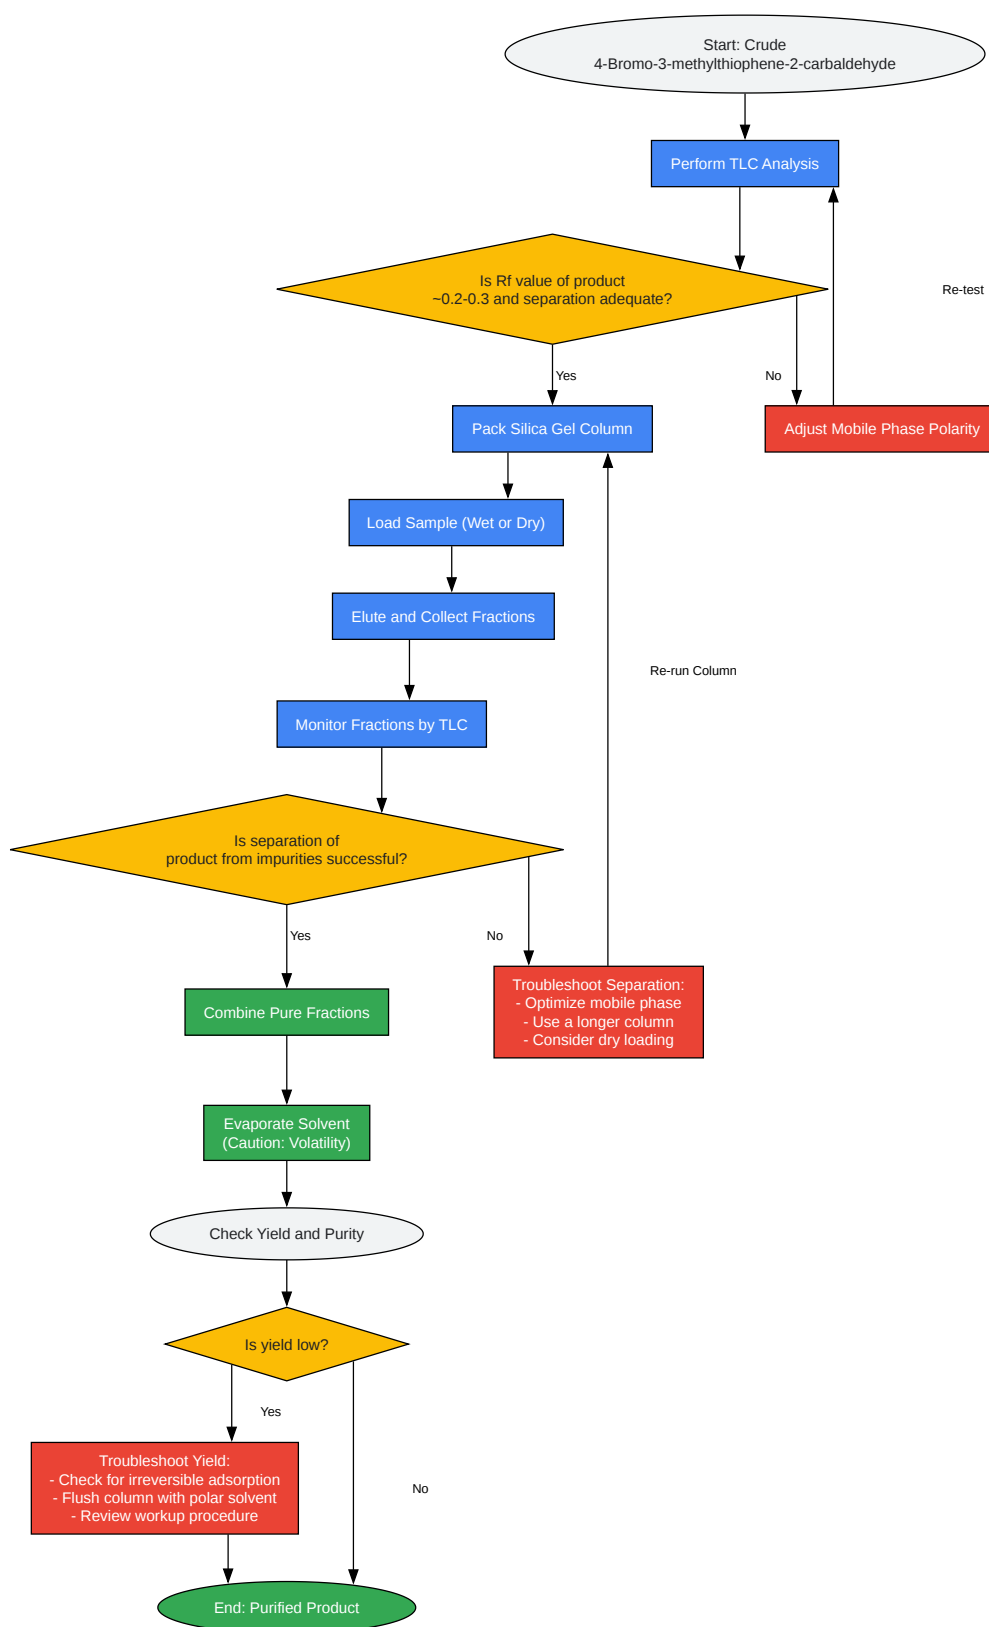 Start: Crude
4-Bromo-3-methylthiophene-2-carbaldehyde
Perform TLC Analysis
Is Rf value of product
~0.2-0.3 and separation adequate?
Re-test
Yes
No
Pack Silica Gel Column
Adjust Mobile Phase Polarity
Load Sample (Wet or Dry)
Elute and Collect Fractions
Re-run Column
Monitor Fractions by TLC
Is separation of
product from impurities successful?
Yes
No
Combine Pure Fractions
Troubleshoot Separation:
- Optimize mobile phase
- Use a longer column
- Consider dry loading
Evaporate Solvent
(Caution: Volatility)
Check Yield and Purity
Is yield low?
Yes
No
Troubleshoot Yield:
- Check for irreversible adsorption
- Flush column with polar solvent
- Review workup procedure
End: Purified Product